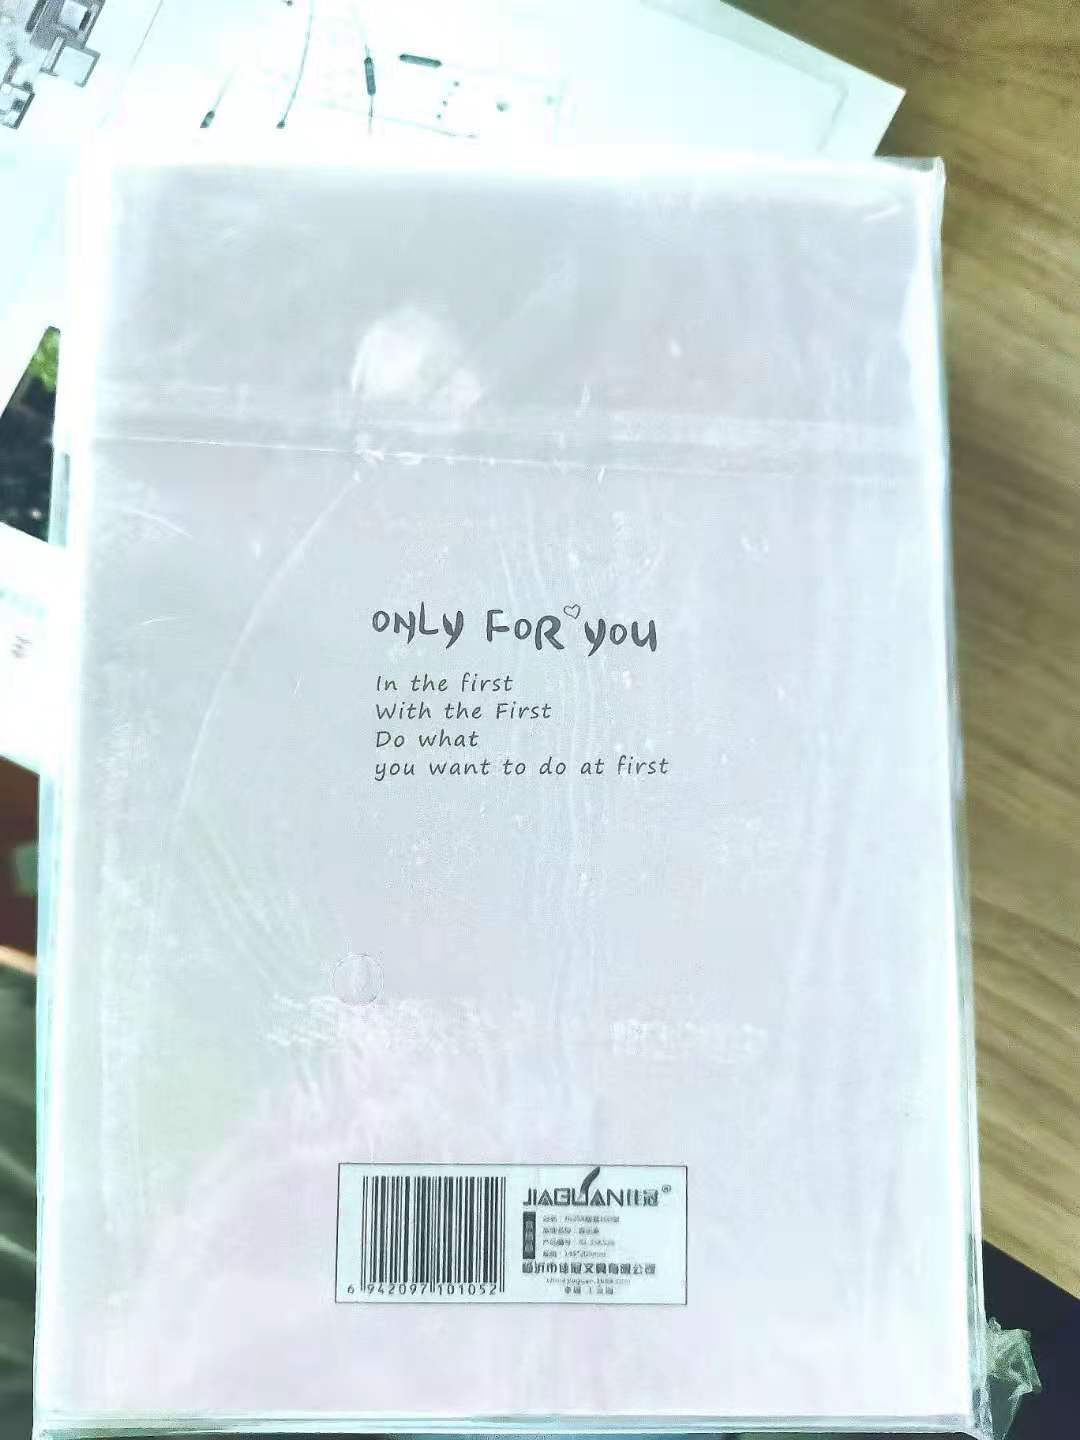 ONLY FOR YOU
In the first
With the First
Do what
you want to do at first
JIAGUAN佳冠®
临沂市佳冠文具有限公司
6 942097 101052